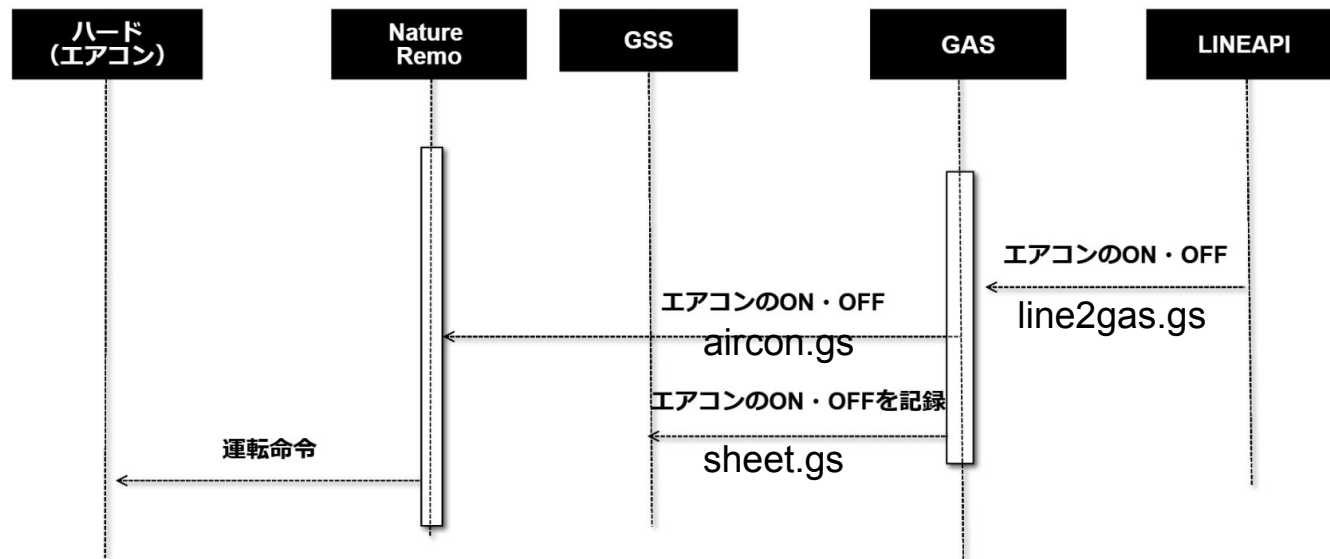 ハード
（エアコン）
Nature
Remo
GSS
GAS
LINEAPI
エアコンのON・OFF
line2gas.gs
エアコンのON・OFF
aircon.gs
エアコンのON・OFFを記録
sheet.gs
運転命令